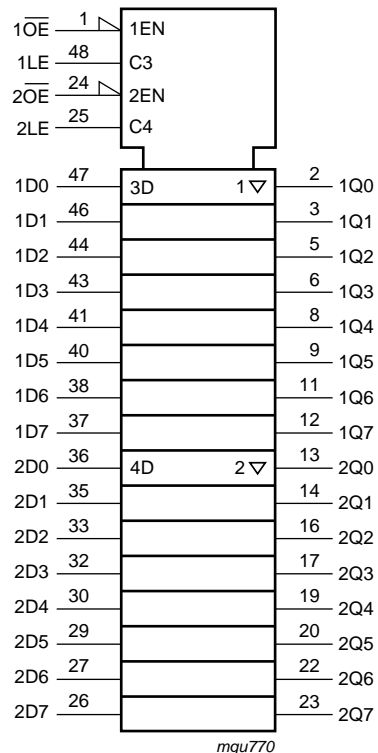 1O̅E̅ 1 1EN
1LE 48 C3
2O̅E̅ 24 2EN
2LE 25 C4
1D0 47 3D 1 ▽ 2 1Q0
1D1 46 3 1Q1
1D2 44 5 1Q2
1D3 43 6 1Q3
1D4 41 8 1Q4
1D5 40 9 1Q5
1D6 38 11 1Q6
1D7 37 12 1Q7
2D0 36 4D 2 ▽ 13 2Q0
2D1 35 14 2Q1
2D2 33 16 2Q2
2D3 32 17 2Q3
2D4 30 19 2Q4
2D5 29 20 2Q5
2D6 27 22 2Q6
2D7 26 23 2Q7
mgu770